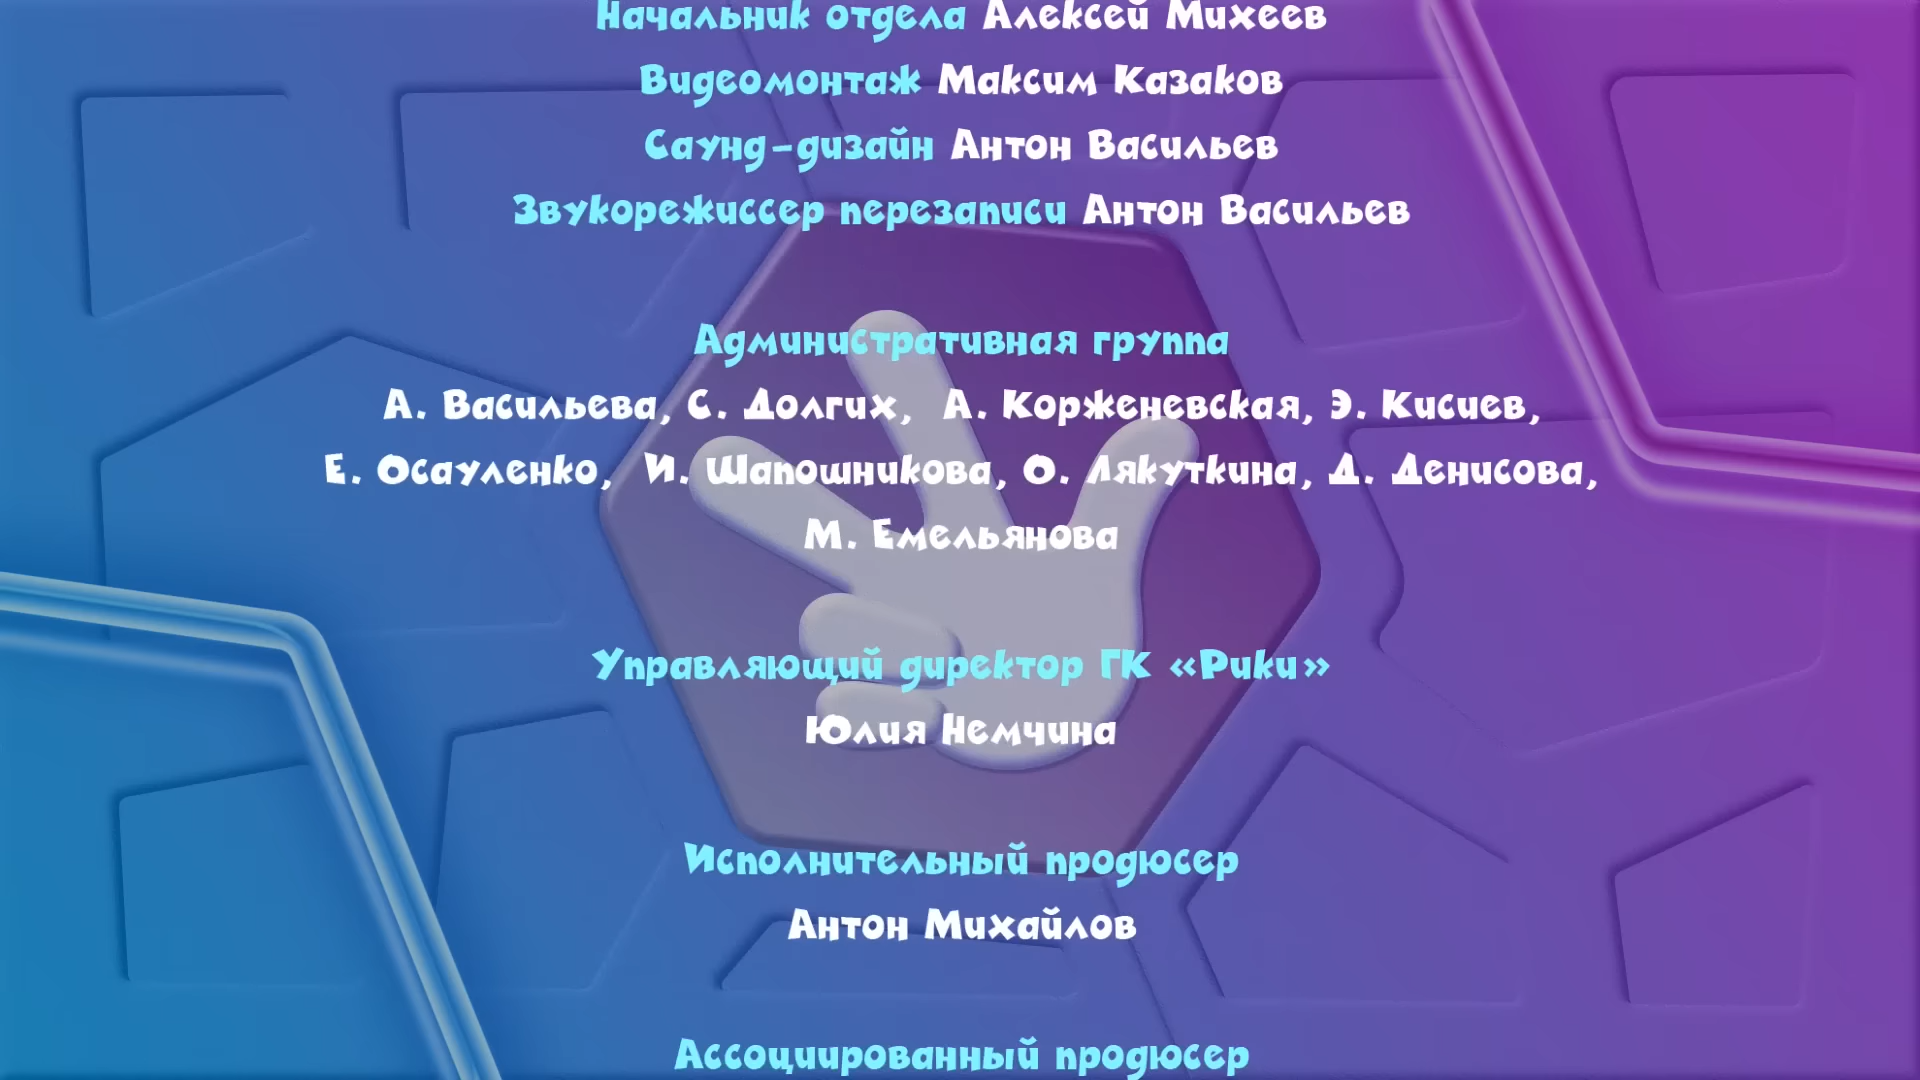 Начальник отдела Алексей Михеев
Видеомонтаж Максим Казаков
Саунд-дизайн Антон Васильев
Звукорежиссер перезаписи Антон Васильев
Административная группа
А. Васильева, С. Долгих, А. Корженевская, Э. Кисиев,
Е. Осауленко, И. Шапошникова, О. Лякуткина, Д. Денисова,
М. Емельянова
Управляющий директор ГК «Рики»
Юлия Немчина
Исполнительный продюсер
Антон Михайлов
Ассоциированный продюсер